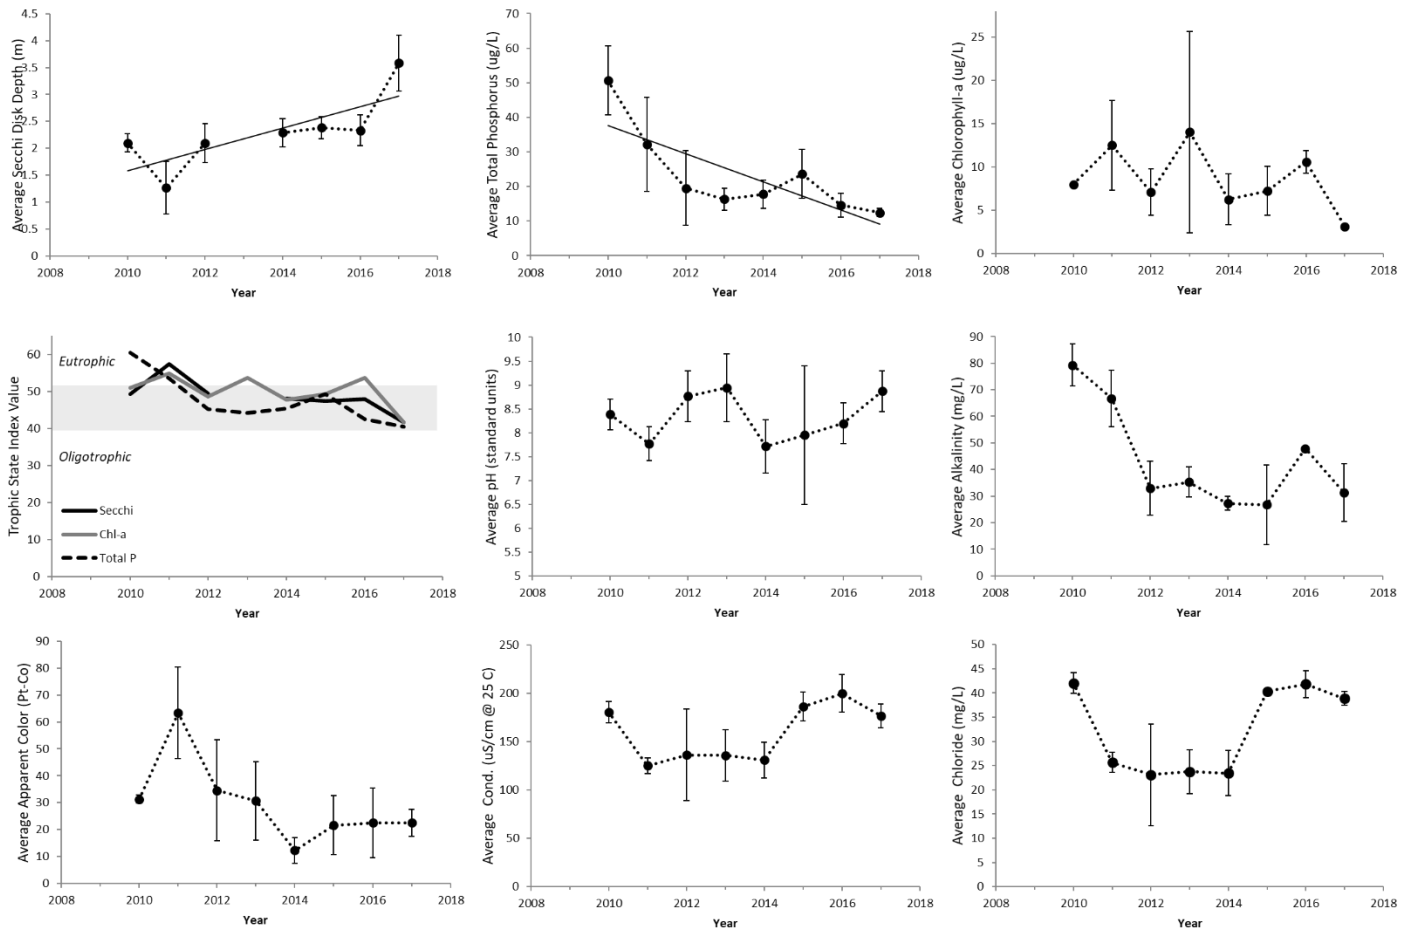 Average Secchi Disk Depth (m)
4.5
4
3.5
3
2.5
2
1.5
1
0.5
0
2008 2010 2012 2014 2016 2018
Year
Average Total Phosphorus (ug/L)
70
60
50
40
30
20
10
0
2008 2010 2012 2014 2016 2018
Year
Average Chlorophyll-a (ug/L)
25
20
15
10
5
0
2008 2010 2012 2014 2016 2018
Year
Trophic State Index Value
60
50
40
30
20
10
0
Eutrophic
Oligotrophic
Secchi
Chl-a
Total P
2008 2010 2012 2014 2016 2018
Year
Average pH (standard units)
10
9.5
9
8.5
8
7.5
7
6.5
6
5.5
5
2008 2010 2012 2014 2016 2018
Year
Average Alkalinity (mg/L)
90
80
70
60
50
40
30
20
10
0
2008 2010 2012 2014 2016 2018
Year
Average Apparent Color (Pt-Co)
90
80
70
60
50
40
30
20
10
0
2008 2010 2012 2014 2016 2018
Year
Average Cond. (uS/cm @ 25 C)
250
200
150
100
50
0
2008 2010 2012 2014 2016 2018
Year
Average Chloride (mg/L)
50
45
40
35
30
25
20
15
10
5
0
2008 2010 2012 2014 2016 2018
Year